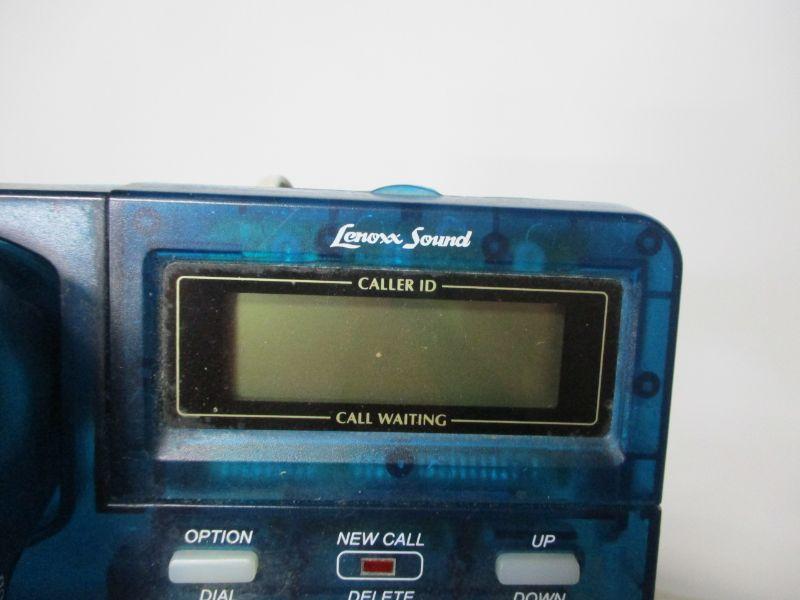 Lenoxx Sound
CALLER ID
CALL WAITING
OPTION NEW CALL UP
DIAL DELETE DOWN